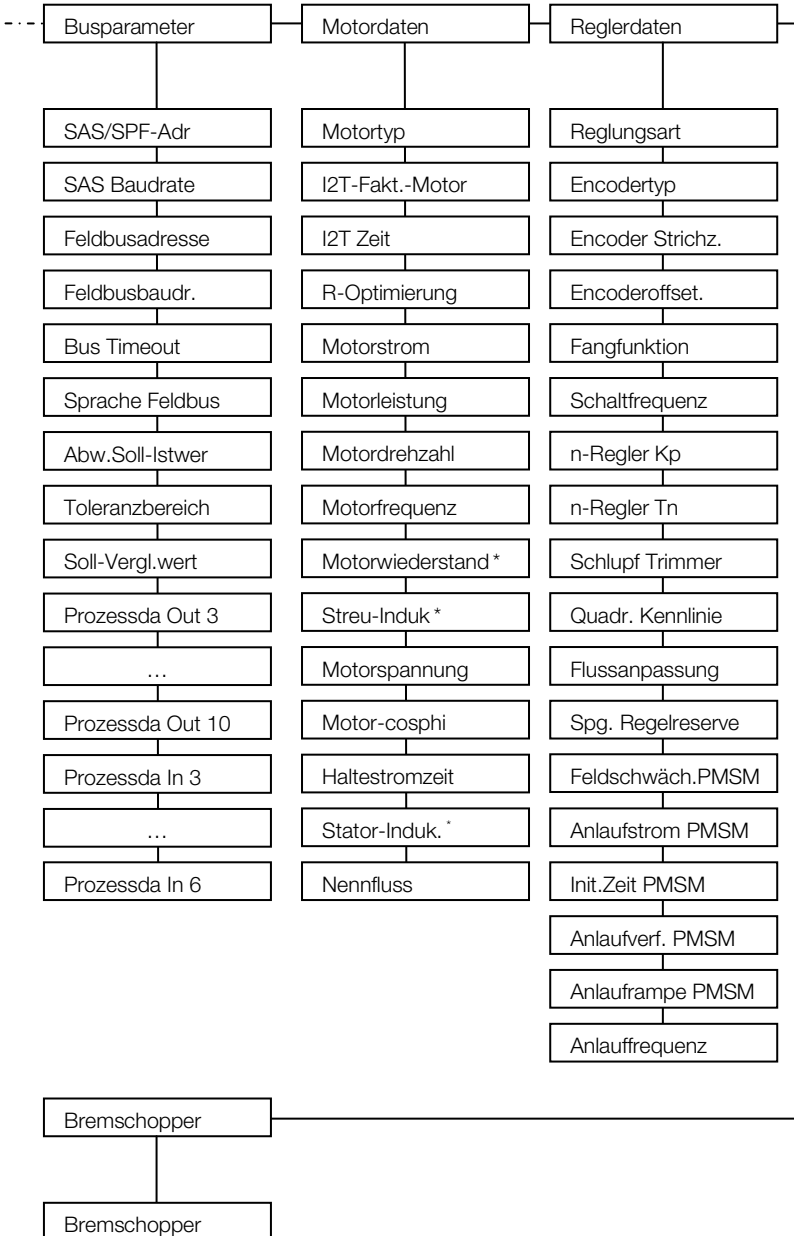 Busparameter
SAS/SPF-Adr
SAS Baudrate
Feldbusadresse
Feldbusbaudr.
Bus Timeout
Sprache Feldbus
Abw.Soll-Istwer
Toleranzbereich
Soll-Vergl.wert
Prozessda Out 3
…
Prozessda Out 10
Prozessda In 3
…
Prozessda In 6
Motordaten
Motortyp
I2T-Fakt.-Motor
I2T Zeit
R-Optimierung
Motorstrom
Motorleistung
Motordrehzahl
Motorfrequenz
Motorwiederstand *
Streu-Induk *
Motorspannung
Motor-cosphi
Haltestromzeit
Stator-Induk. *
Nennfluss
Reglerdaten
Reglungsart
Encodertyp
Encoder Strichz.
Encoderoffset.
Fangfunktion
Schaltfrequenz
n-Regler Kp
n-Regler Tn
Schlupf Trimmer
Quadr. Kennlinie
Flussanpassung
Spg. Regelreserve
Feldschwäch.PMSM
Anlaufstrom PMSM
Init.Zeit PMSM
Anlaufverf. PMSM
Anlauframpe PMSM
Anlauffrequenz
Bremschopper
Bremschopper